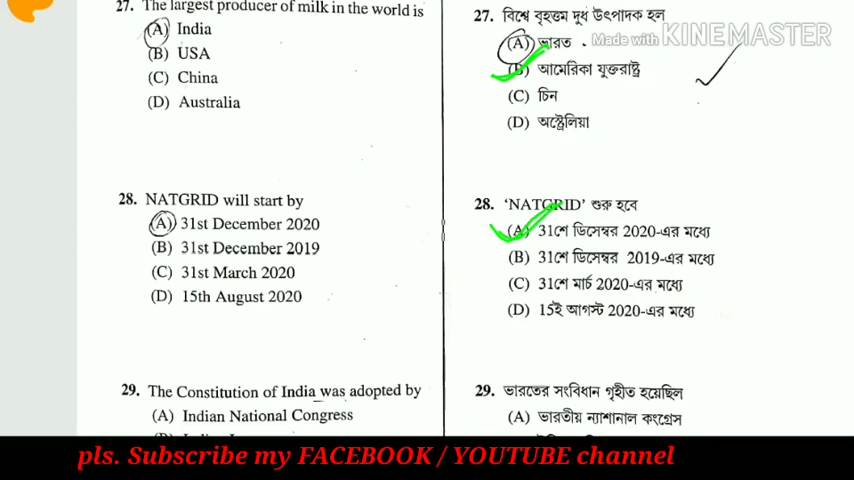 27. The largest producer of milk in the world is
(A) India
(B) USA
(C) China
(D) Australia
28. NATGRID will start by
(A) 31st December 2020
(B) 31st December 2019
(C) 31st March 2020
(D) 15th August 2020
29. The Constitution of India was adopted by
(A) Indian National Congress
27. বিশ্বে বৃহত্তম দুধ উৎপাদক হল
(A) ভারত
(B) আমেরিকা যুক্তরাষ্ট্র
(C) চিন
(D) অস্ট্রেলিয়া
28. ‘NATGRID’ শুরু হবে
(A) 31শে ডিসেম্বর 2020-এর মধ্যে
(B) 31শে ডিসেম্বর 2019-এর মধ্যে
(C) 31শে মার্চ 2020-এর মধ্যে
(D) 15ই আগস্ট 2020-এর মধ্যে
29. ভারতের সংবিধান গৃহীত হয়েছিল
(A) ভারতীয় ন্যাশানাল কংগ্রেস
Made with KINEMASTER
pls. Subscribe my FACEBOOK / YOUTUBE channel